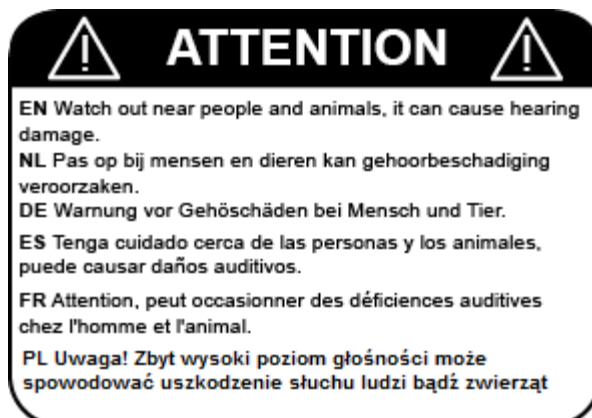 ATTENTION
EN Watch out near people and animals, it can cause hearing
damage.
NL Pas op bij mensen en dieren kan gehoorbeschadiging
veroorzaken.
DE Warnung vor Gehöschäden bei Mensch und Tier.
ES Tenga cuidado cerca de las personas y los animales,
puede causar daños auditivos.
FR Attention, peut occasionner des déficiences auditives
chez l'homme et l'animal.
PL Uwaga! Zbyt wysoki poziom głośności może
spowodować uszkodzenie słuchu ludzi bądź zwierząt